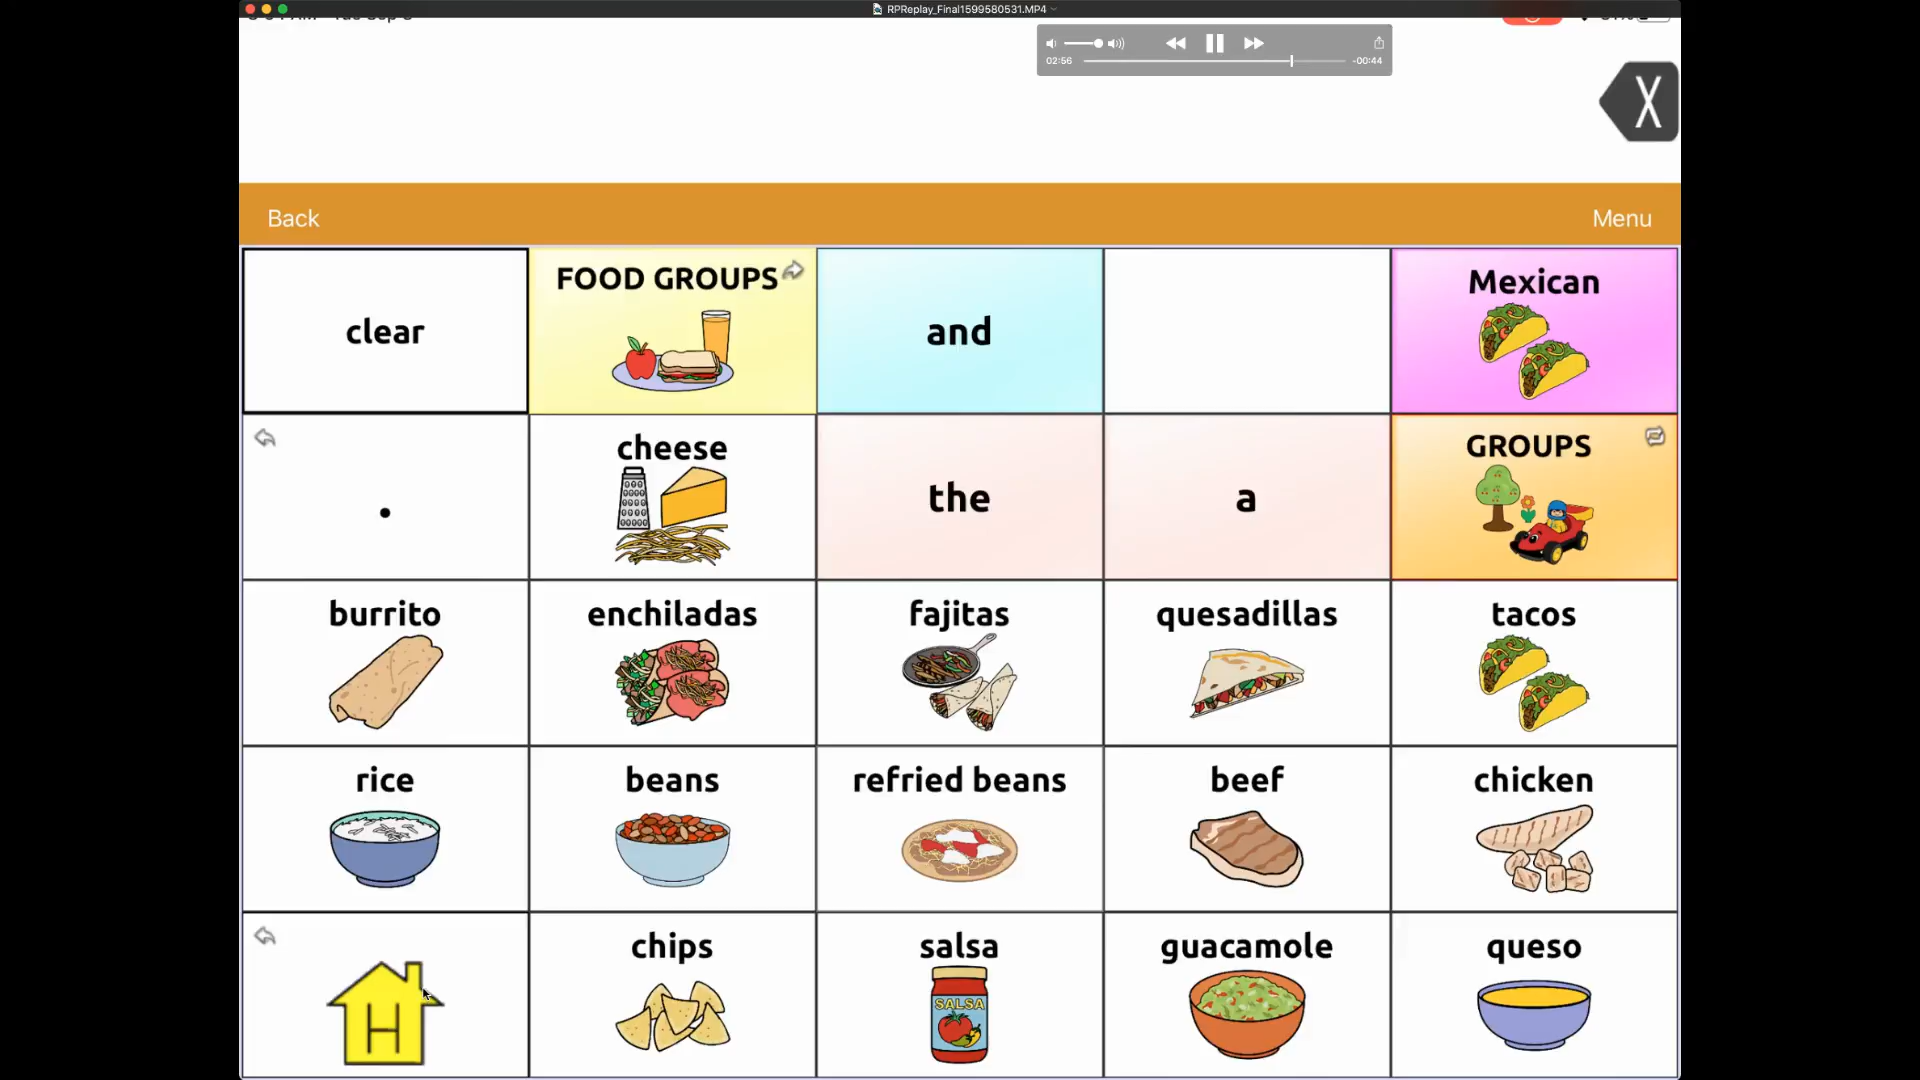 RPReplay_Final1599580531.MP4
02:56
-00:44
X
Back
Menu
clear
FOOD GROUPS
and
Mexican
.
cheese
the
a
GROUPS
burrito
enchiladas
fajitas
quesadillas
tacos
rice
beans
refried beans
beef
chicken
H
chips
salsa
SALSA
guacamole
queso